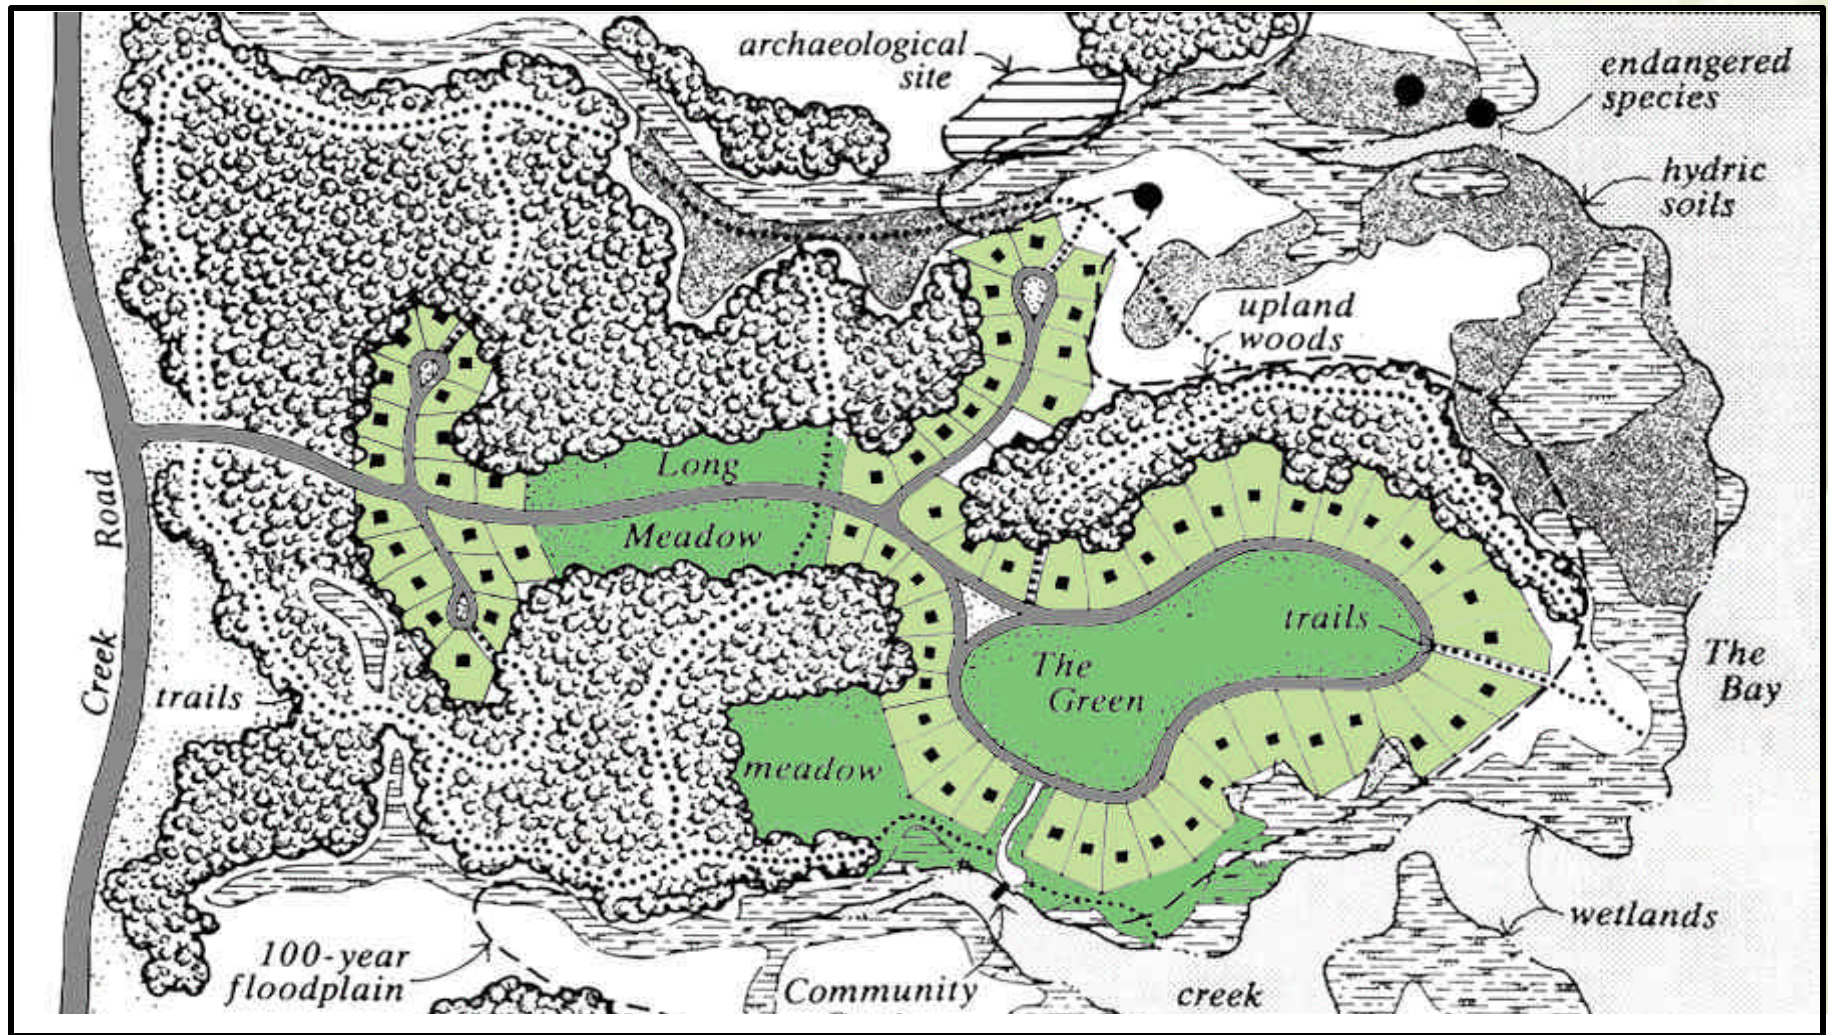 archaeological
site
endangered
species
hydric
soils
upland
woods
Long
Meadow
Creek Road
trails
The
Green
trails
The
Bay
meadow
wetlands
100-year
floodplain
Community
creek